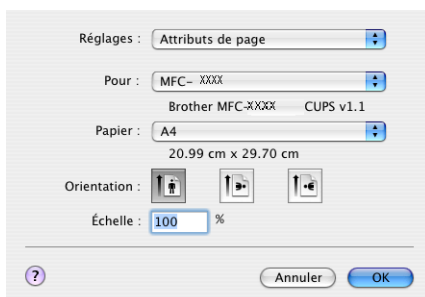 Réglages : Attributs de page
Pour : MFC- XXXX
Brother MFC-XXXX CUPS v1.1
Papier : A4
20.99 cm x 29.70 cm
Orientation :
Échelle : 100 %
? Annuler OK